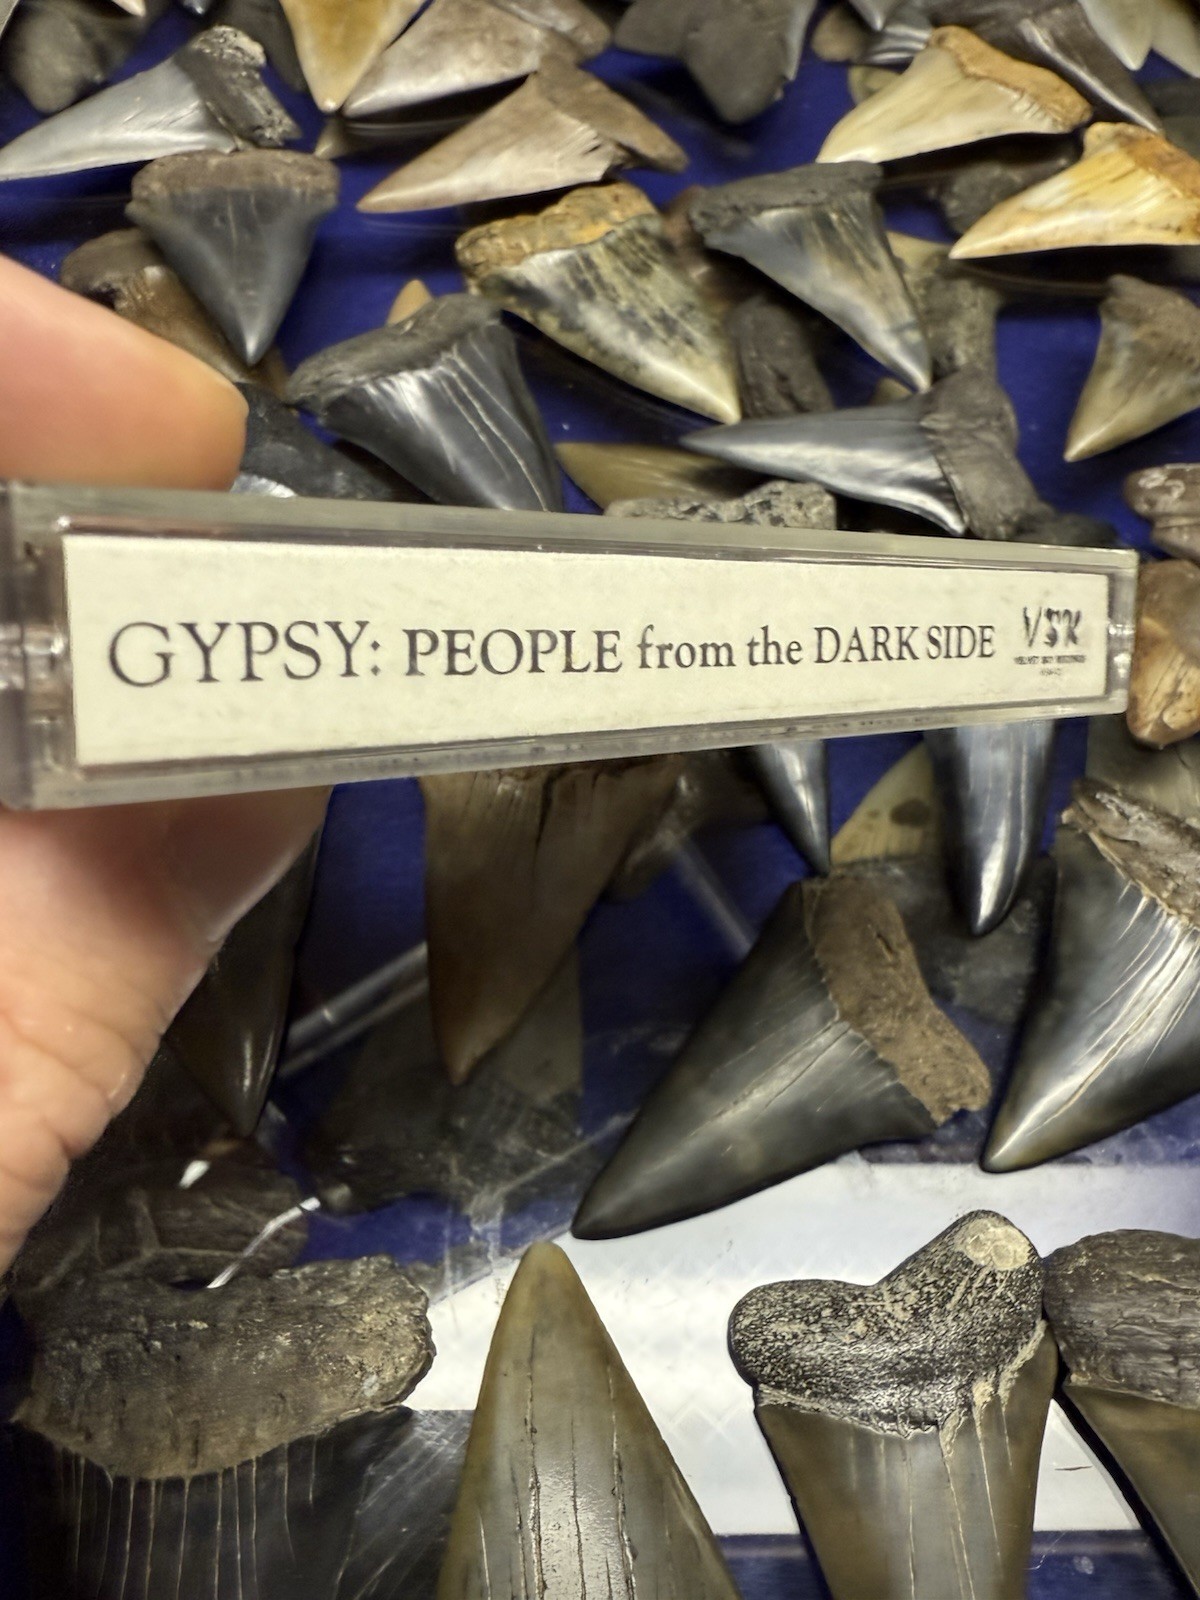 GYPSY: PEOPLE from the DARK SIDE
VSR